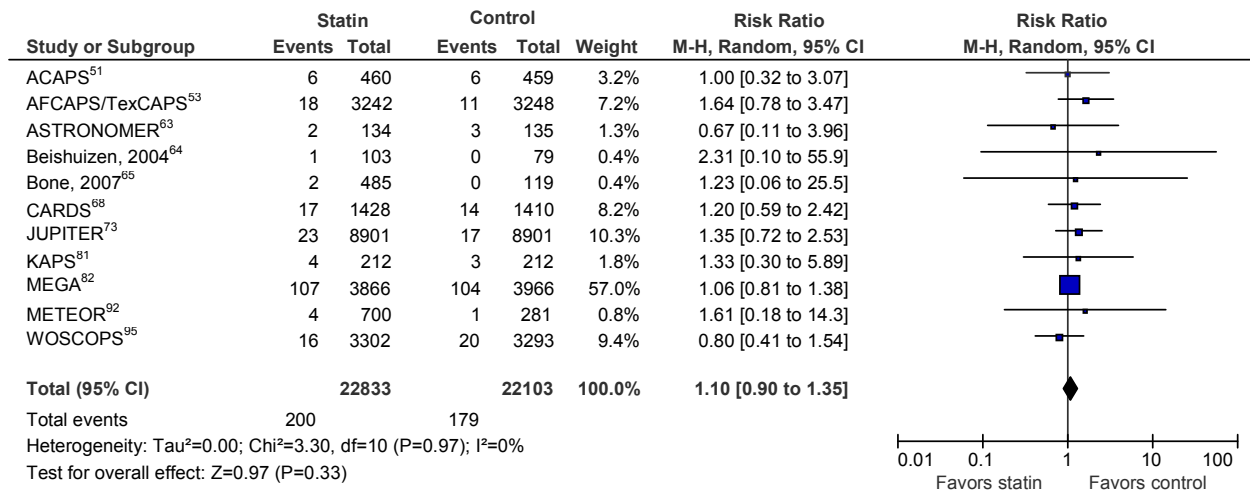 Statin Control Risk Ratio Risk Ratio
Study or Subgroup Events Total Events Total Weight M-H, Random, 95% CI M-H, Random, 95% CI
ACAPS51 6 460 6 459 3.2% 1.00 [0.32 to 3.07]
AFCAPS/TexCAPS53 18 3242 11 3248 7.2% 1.64 [0.78 to 3.47]
ASTRONOMER63 2 134 3 135 1.3% 0.67 [0.11 to 3.96]
Beishuizen, 200464 1 103 0 79 0.4% 2.31 [0.10 to 55.9]
Bone, 200765 2 485 0 119 0.4% 1.23 [0.06 to 25.5]
CARDS68 17 1428 14 1410 8.2% 1.20 [0.59 to 2.42]
JUPITER73 23 8901 17 8901 10.3% 1.35 [0.72 to 2.53]
KAPS81 4 212 3 212 1.8% 1.33 [0.30 to 5.89]
MEGA82 107 3866 104 3966 57.0% 1.06 [0.81 to 1.38]
METEOR92 4 700 1 281 0.8% 1.61 [0.18 to 14.3]
WOSCOPS95 16 3302 20 3293 9.4% 0.80 [0.41 to 1.54]
Total (95% CI) 22833 22103 100.0% 1.10 [0.90 to 1.35]
Total events 200 179
Heterogeneity: Tau²=0.00; Chi²=3.30, df=10 (P=0.97); I²=0%
Test for overall effect: Z=0.97 (P=0.33)
0.01 0.1 1 10 100
Favors statin Favors control